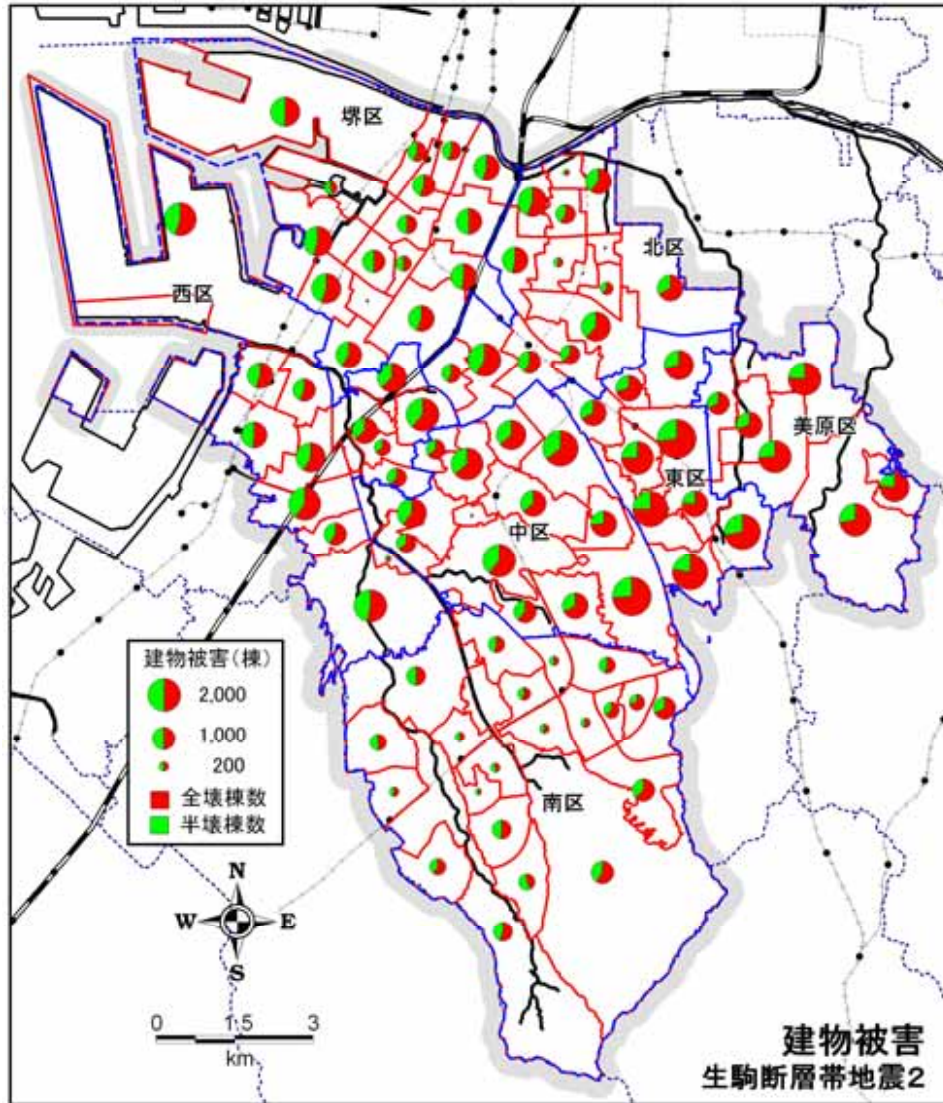 堺区
北区
西区
美原区
東区
中区
建物被害(棟)
2,000
1,000
200
全壊棟数
半壊棟数
南区
N
W
E
S
0 1.5 3
km
建物被害
生駒断層帯地震2